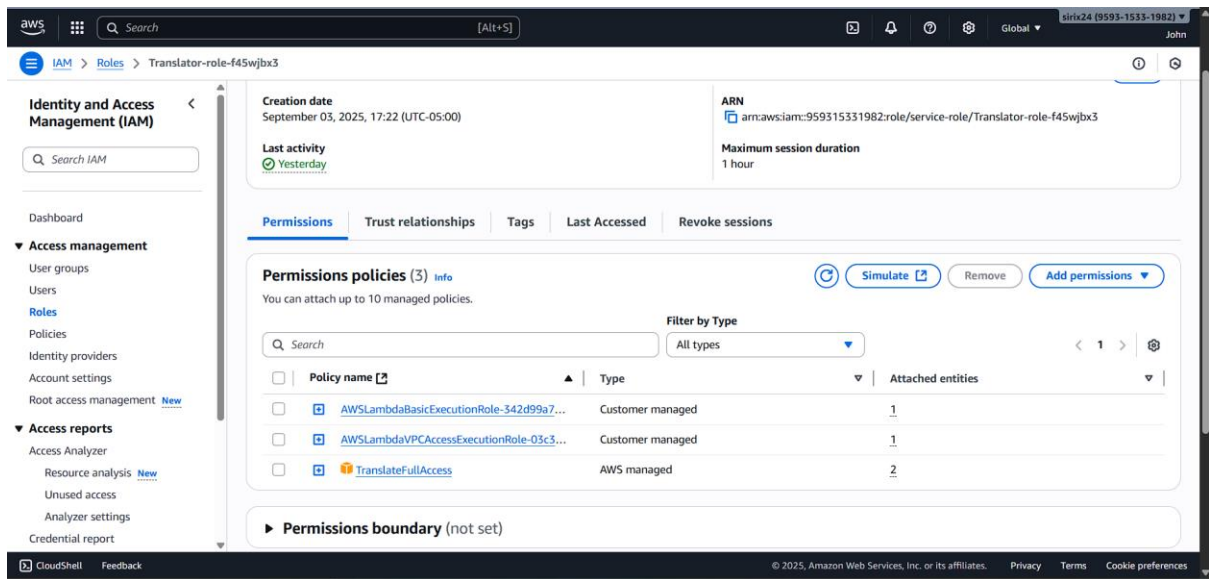 aws
Search [Alt+S]
Global
sirix24 (9593-1533-1982)
John
IAM > Roles > Translator-role-f45wjbx3
Identity and Access Management (IAM)
Search IAM
Dashboard
Access management
User groups
Users
Roles
Policies
Identity providers
Account settings
Root access management New
Access reports
Access Analyzer
Resource analysis New
Unused access
Analyzer settings
Credential report
Creation date
September 03, 2025, 17:22 (UTC-05:00)
Last activity
Yesterday
ARN
arn:aws:iam::959315331982:role/service-role/Translator-role-f45wjbx3
Maximum session duration
1 hour
Permissions Trust relationships Tags Last Accessed Revoke sessions
Permissions policies (3) Info
You can attach up to 10 managed policies.
Simulate Remove Add permissions
Filter by Type
Search All types
1
Policy name Type Attached entities
AWSLambdaBasicExecutionRole-342d99a7... Customer managed 1
AWSLambdaVPCAccessExecutionRole-03c3... Customer managed 1
TranslateFullAccess AWS managed 2
Permissions boundary (not set)
CloudShell Feedback
© 2025, Amazon Web Services, Inc. or its affiliates. Privacy Terms Cookie preferences